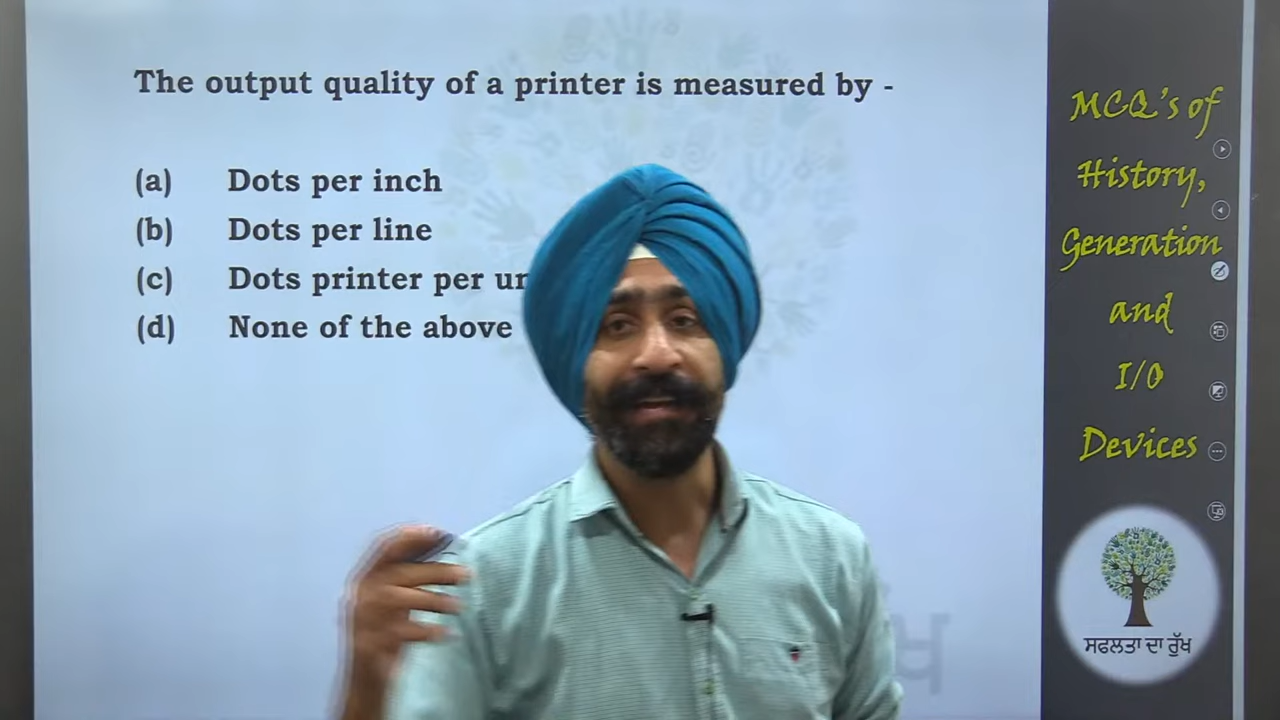 The output quality of a printer is measured by -
(a) Dots per inch
(b) Dots per line
(c) Dots printer per
(d) None of the above
MCQ's of
History,
Generation
and
I/O
Devices
ਸਫਲਤਾ ਦਾ ਰੁੱਖ